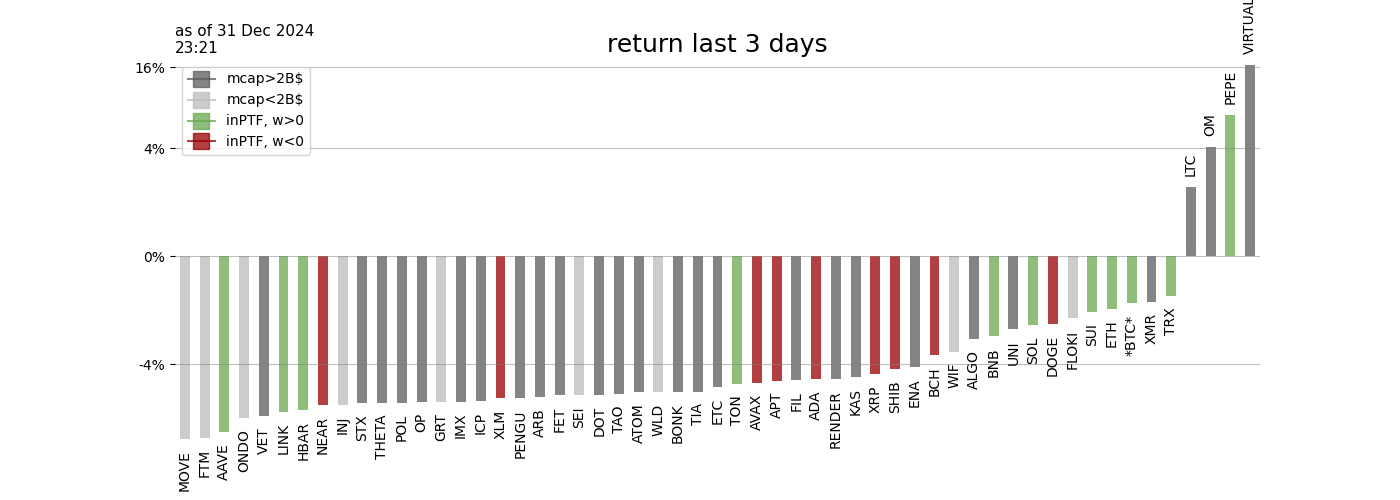 as of 31 Dec 2024
23:21
return last 3 days
VIRTUAL
16%
4%
0%
-4%
mcap>2B$
mcap<2B$
inPTF, w>0
inPTF, w<0
MOVE
FTM
AAVE
ONDO
VET
LINK
HBAR
NEAR
INJ
STX
THETA
POL
OP
GRT
IMX
ICP
XLM
PENGU
ARB
FET
SEI
DOT
TAO
ATOM
WLD
BONK
TIA
ETC
TON
AVAX
APT
FIL
ADA
RENDER
KAS
XRP
SHIB
ENA
BCH
WIF
ALGO
BNB
UNI
SOL
DOGE
FLOKI
SUI
ETH
*BTC*
XMR
TRX
LTC
OM
PEPE